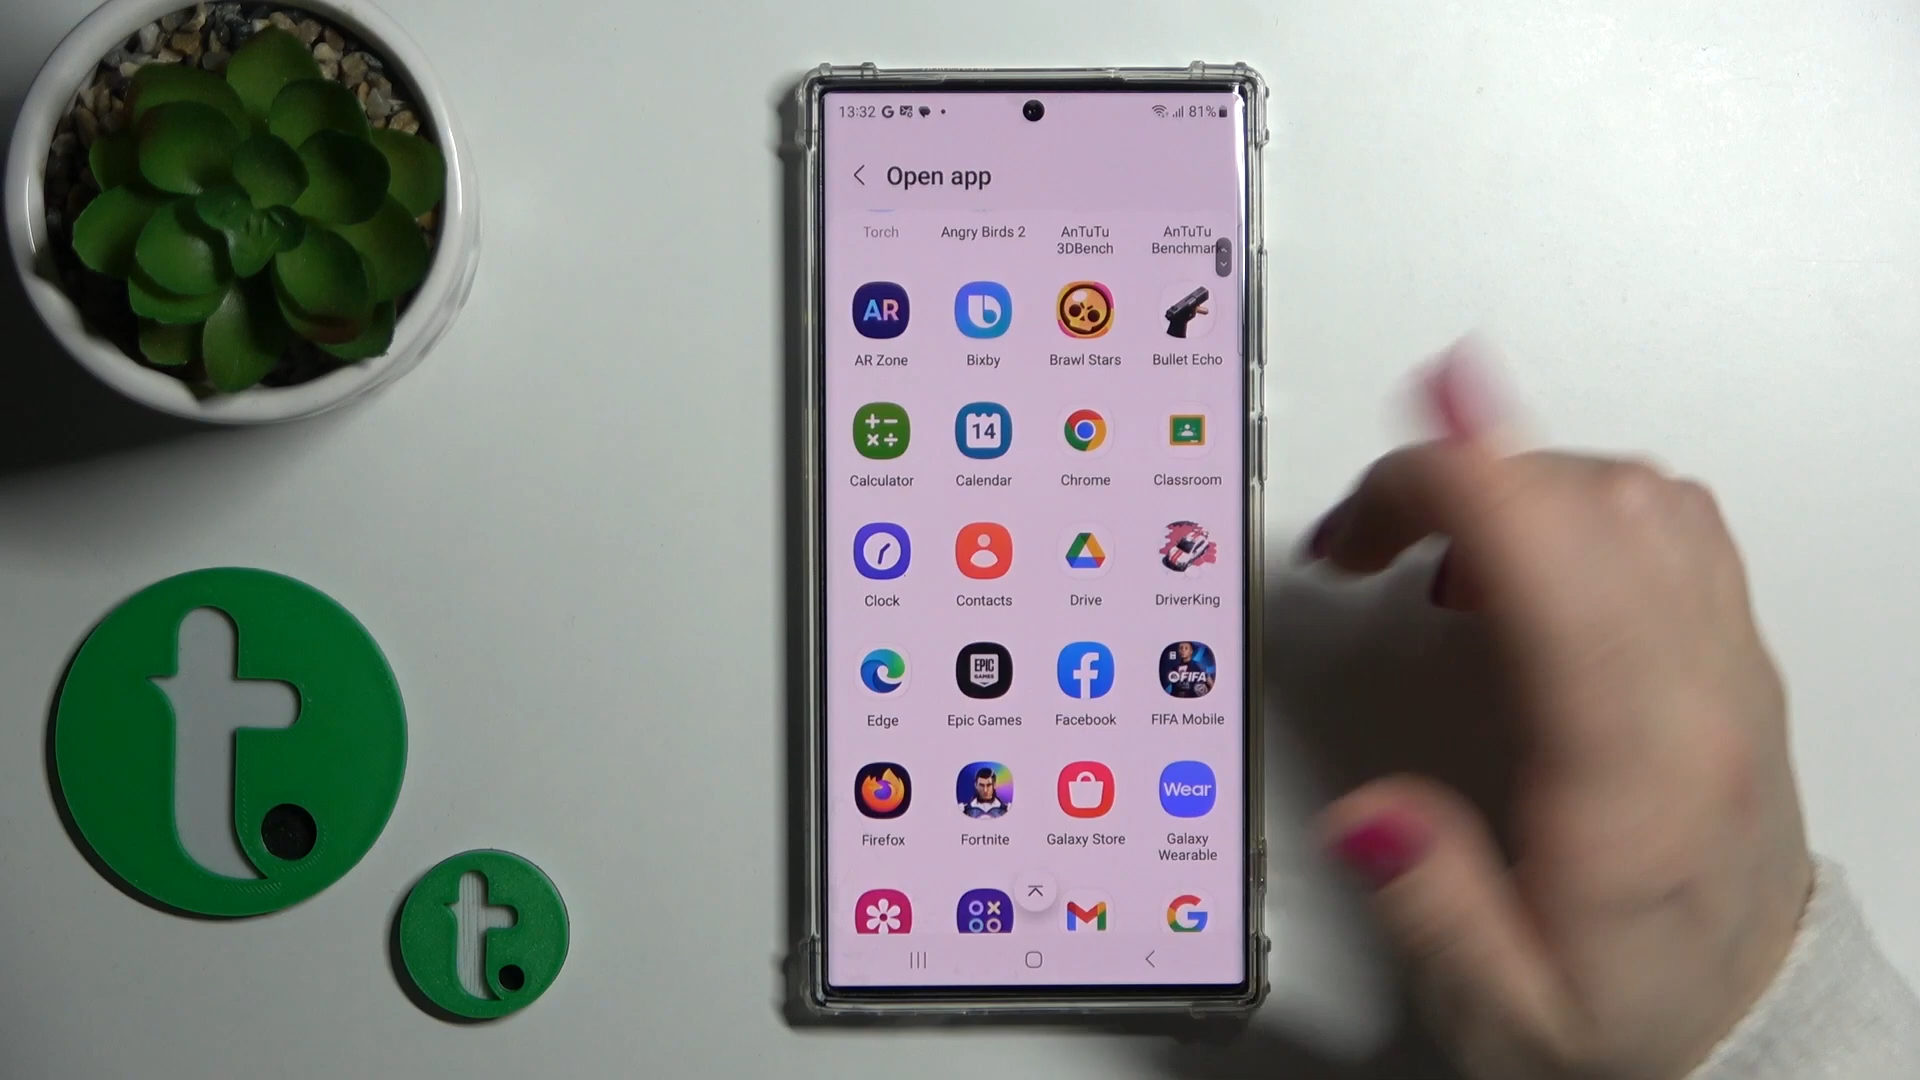 13:32 81%
Open app
Torch Angry Birds 2 AnTuTu 3DBench AnTuTu Benchmark
AR
AR Zone Bixby Brawl Stars Bullet Echo
14
Calculator Calendar Chrome Classroom
Clock Contacts Drive DriverKing
EPIC GAMES FIFA
Edge Epic Games Facebook FIFA Mobile
Wear
Firefox Fortnite Galaxy Store Galaxy Wearable
t.
t.